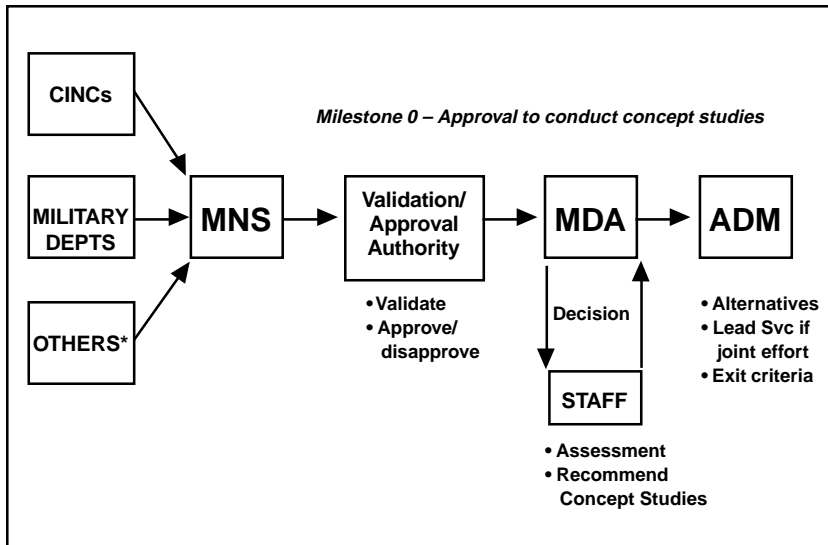 CINCs
Milestone 0 – Approval to conduct concept studies
MILITARY
DEPTS
MNS
Validation/
Approval
Authority
MDA
ADM
• Validate
• Approve/
disapprove
Decision
• Alternatives
• Lead Svc if
joint effort
• Exit criteria
OTHERS*
STAFF
• Assessment
• Recommend
Concept Studies